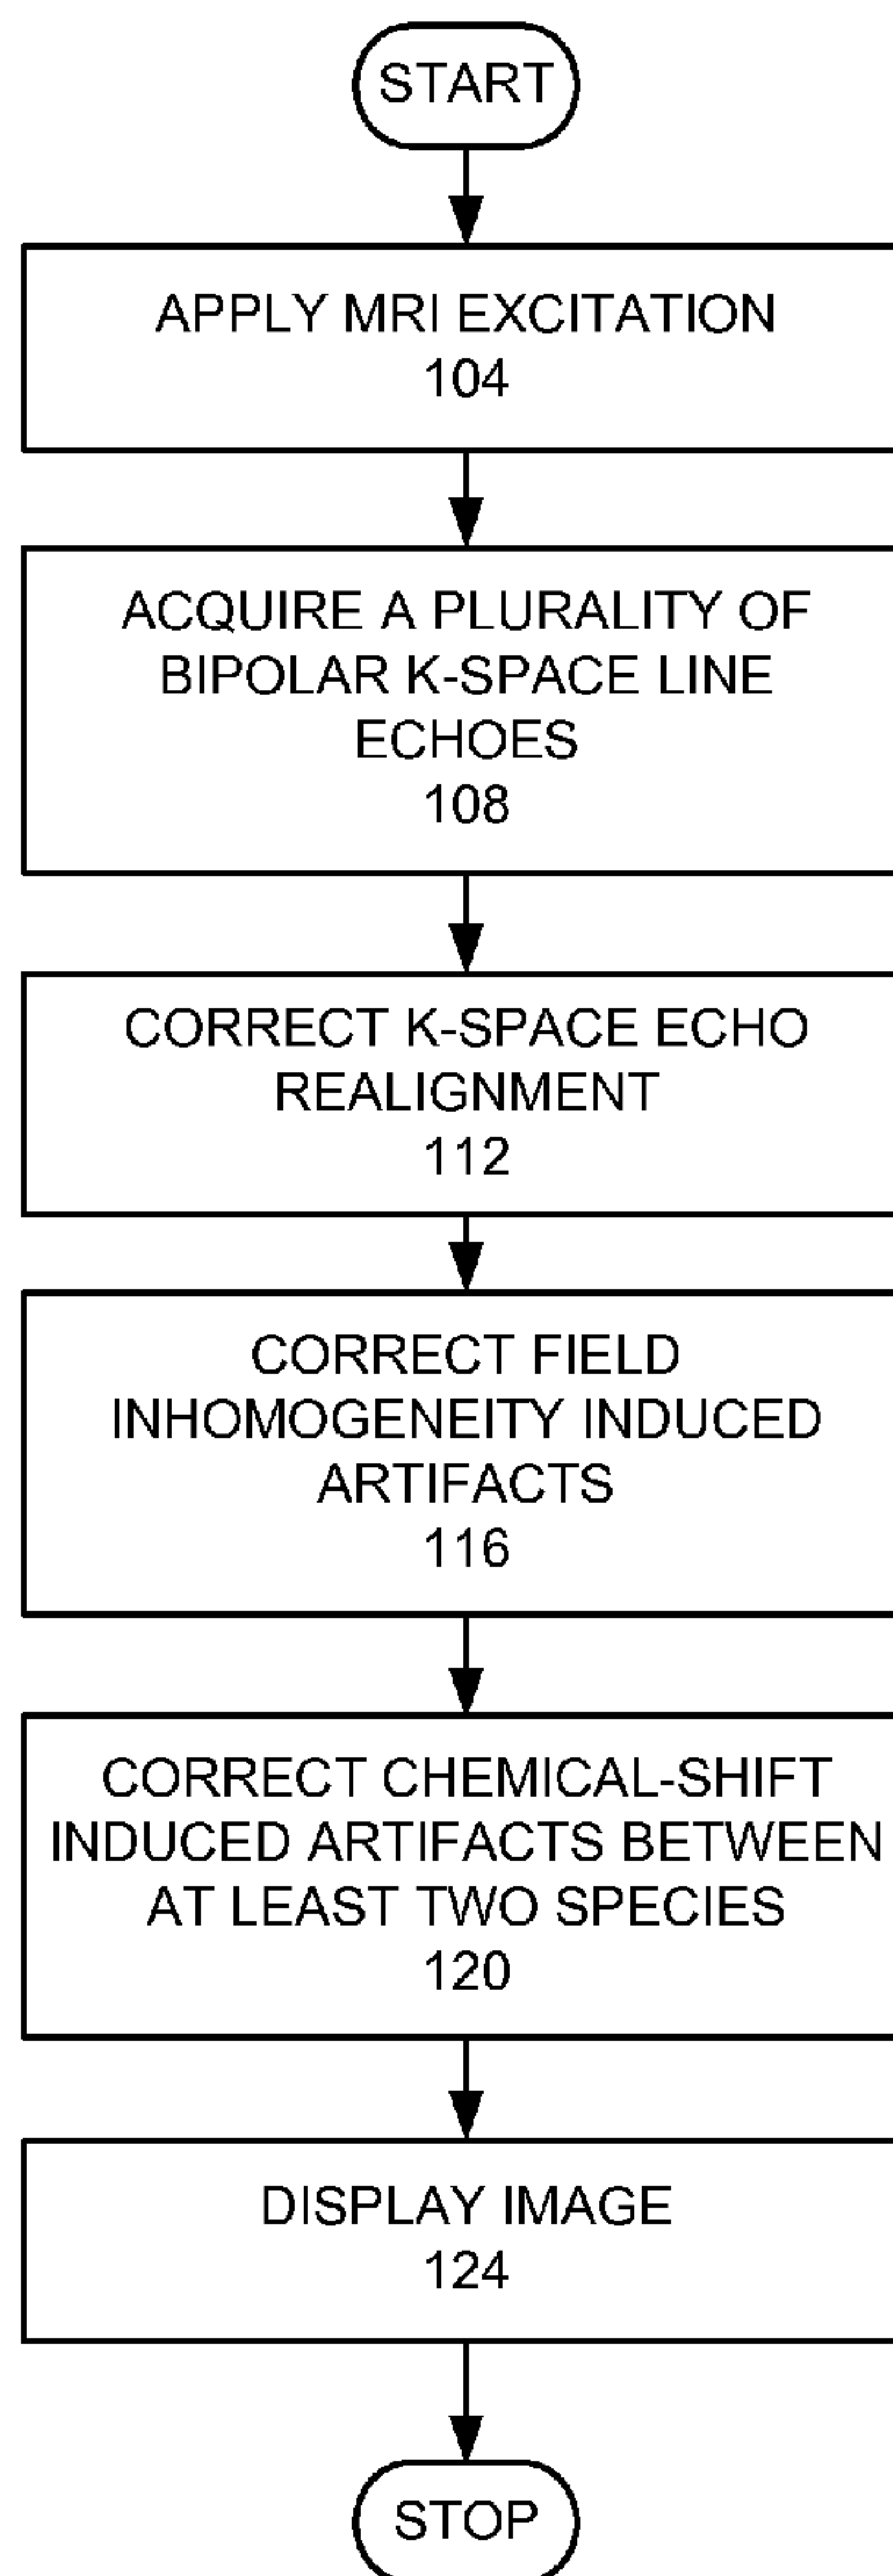 START
APPLY MRI EXCITATION
104
ACQUIRE A PLURALITY OF
BIPOLAR K-SPACE LINE
ECHOES
108
CORRECT K-SPACE ECHO
REALIGNMENT
112
CORRECT FIELD
INHOMOGENEITY INDUCED
ARTIFACTS
116
CORRECT CHEMICAL-SHIFT
INDUCED ARTIFACTS BETWEEN
AT LEAST TWO SPECIES
120
DISPLAY IMAGE
124
STOP